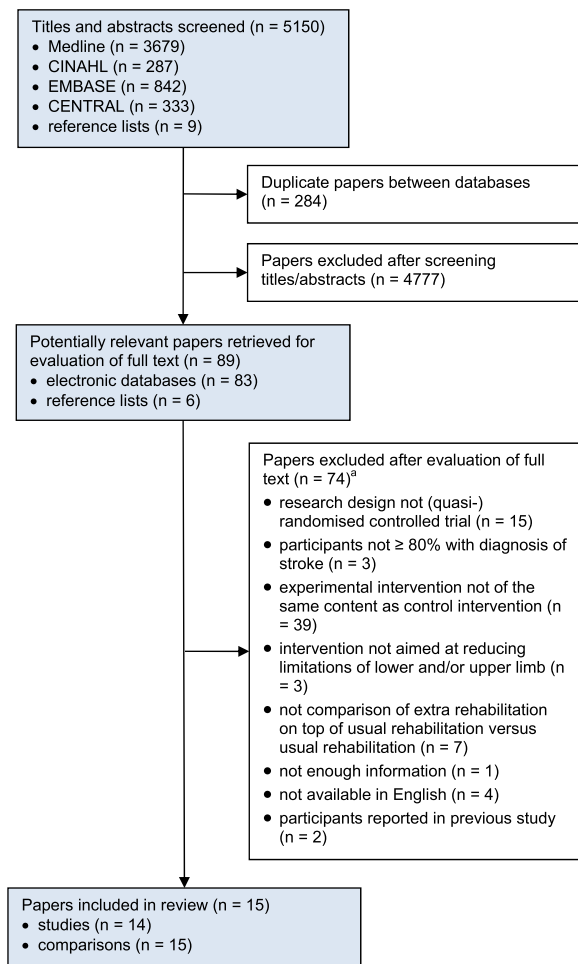 Titles and abstracts screened (n = 5150)
• Medline (n = 3679)
• CINAHL (n = 287)
• EMBASE (n = 842)
• CENTRAL (n = 333)
• reference lists (n = 9)
Duplicate papers between databases
(n = 284)
Papers excluded after screening
titles/abstracts (n = 4777)
Potentially relevant papers retrieved for
evaluation of full text (n = 89)
• electronic databases (n = 83)
• reference lists (n = 6)
Papers excluded after evaluation of full
text (n = 74)ᵃ
• research design not (quasi-)
randomised controlled trial (n = 15)
• participants not ≥ 80% with diagnosis of
stroke (n = 3)
• experimental intervention not of the
same content as control intervention (n
= 39)
• intervention not aimed at reducing
limitations of lower and/or upper limb (n
= 3)
• not comparison of extra rehabilitation
on top of usual rehabilitation versus
usual rehabilitation (n = 7)
• not enough information (n = 1)
• not available in English (n = 4)
• participants reported in previous study
(n = 2)
Papers included in review (n = 15)
• studies (n = 14)
• comparisons (n = 15)